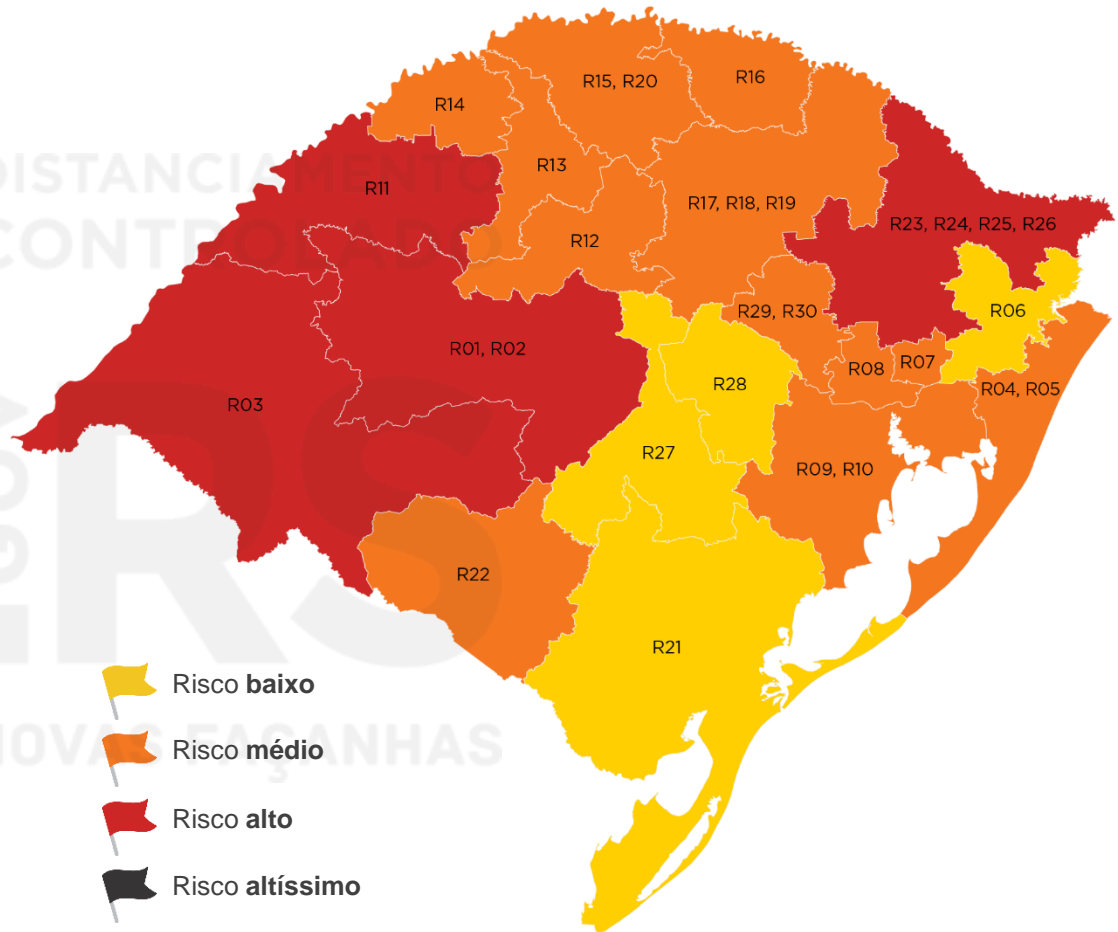 R16
R15, R20
R14
R13
R11
R17, R18, R19
R23, R24, R25, R26
R12
R29, R30
R06
R01, R02
R08
R07
R28
R04, R05
R03
R27
R09, R10
R22
R21
DISTANCIAMENTO
CONTROLADO
RS
NOVAS FAÇANHAS
Risco baixo
Risco médio
Risco alto
Risco altíssimo